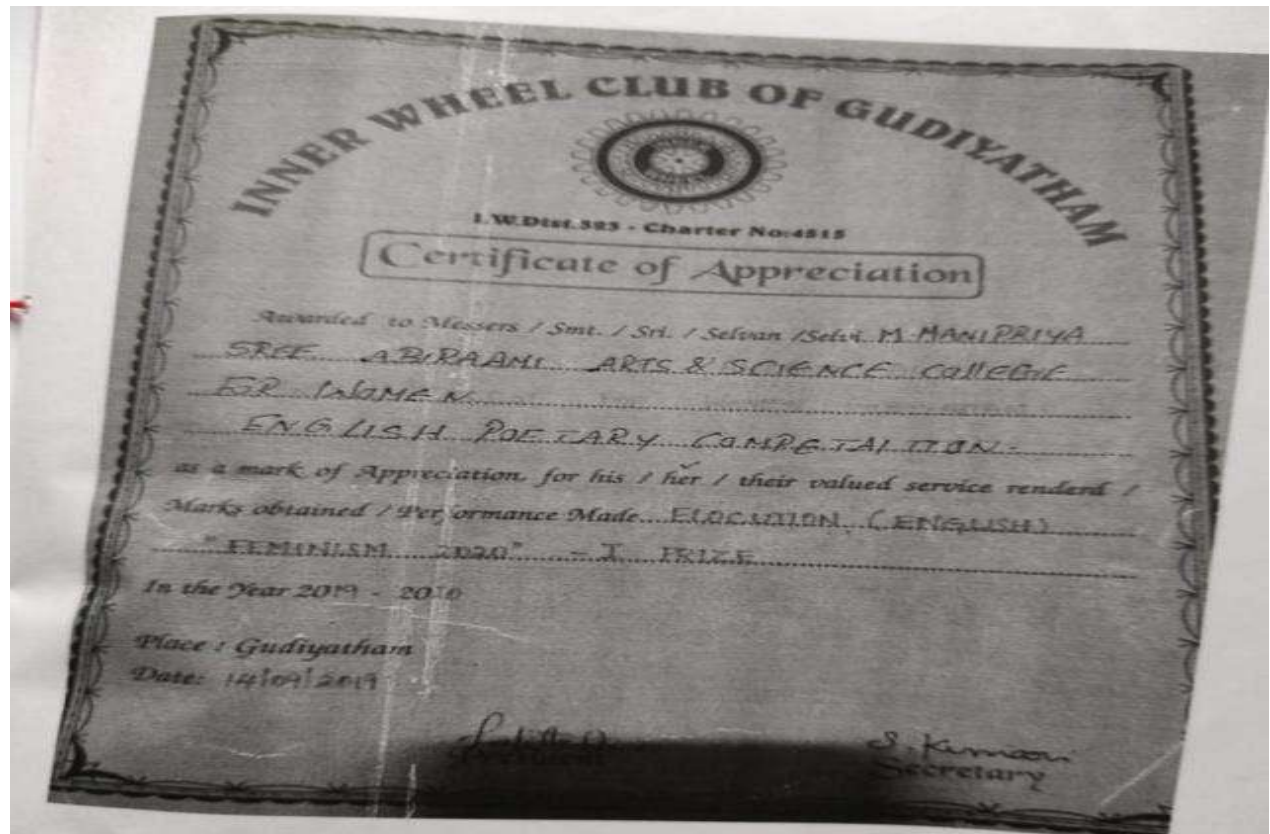 INNER WHEEL CLUB OF GUDIYATHAM
I.W.Dist.323 - Charter No:4515
Certificate of Appreciation
Awarded to Messers / Smt. / Sri. / Selvan /Selvi M. MANIPRIYA
SREE ABIRAAMI ARTS & SCIENCE COllEGE
FOR WOMEN
ENGLISH POETARY COMPETAITION-
as a mark of Appreciation, for his / her / their valued service renderd /
Marks obtained / Performance Made ELOCUTION (ENGLISH)
"FEMINISM 2020" - I PRIZE
In the Year 2019 - 2020
Place : Gudiyatham
Date: 14/09/2019
President
S. Kumari
Secretary